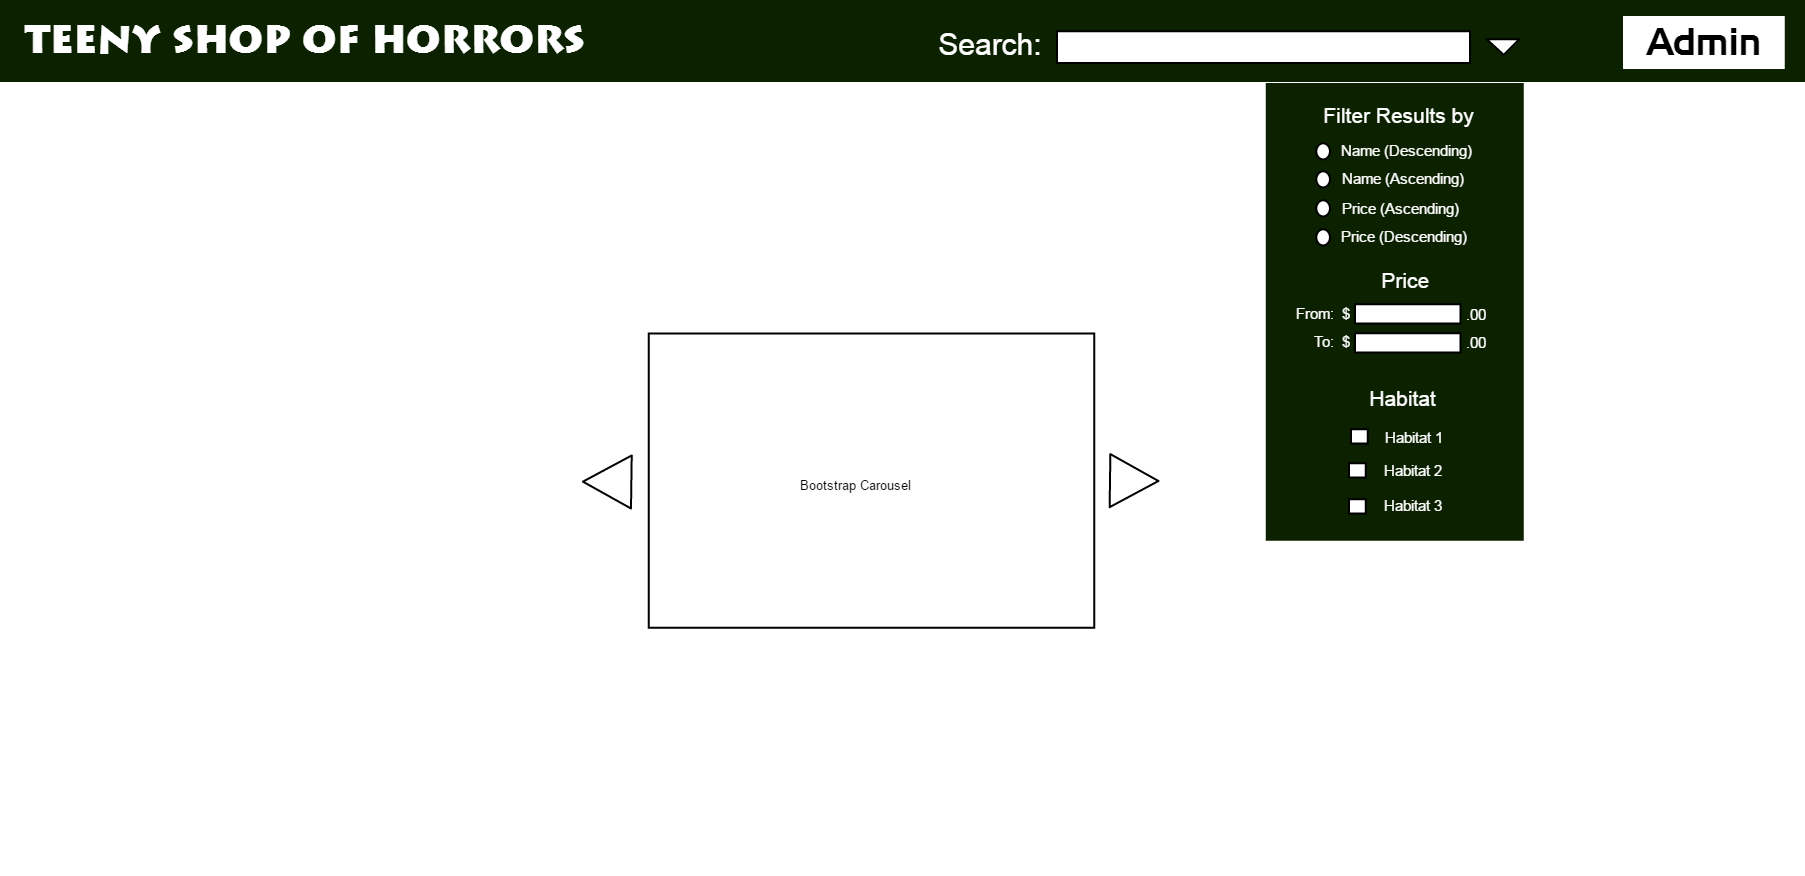 TEENY SHOP OF HORRORS
Search:
Admin
Filter Results by
Name (Descending)
Name (Ascending)
Price (Ascending)
Price (Descending)
Price
From: $ .00
To: $ .00
Habitat
Habitat 1
Habitat 2
Habitat 3
Bootstrap Carousel